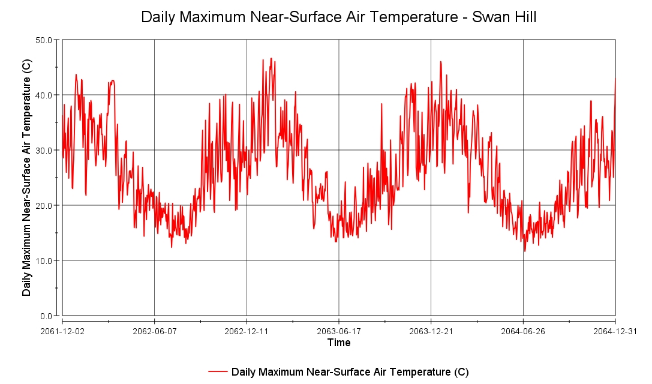 Daily Maximum Near-Surface Air Temperature - Swan Hill
Daily Maximum Near-Surface Air Temperature (C)
50.0
40.0
30.0
20.0
10.0
0.0
2061-12-02 2062-06-07 2062-12-11 2063-06-17 2063-12-21 2064-06-26 2064-12-31
Time
Daily Maximum Near-Surface Air Temperature (C)